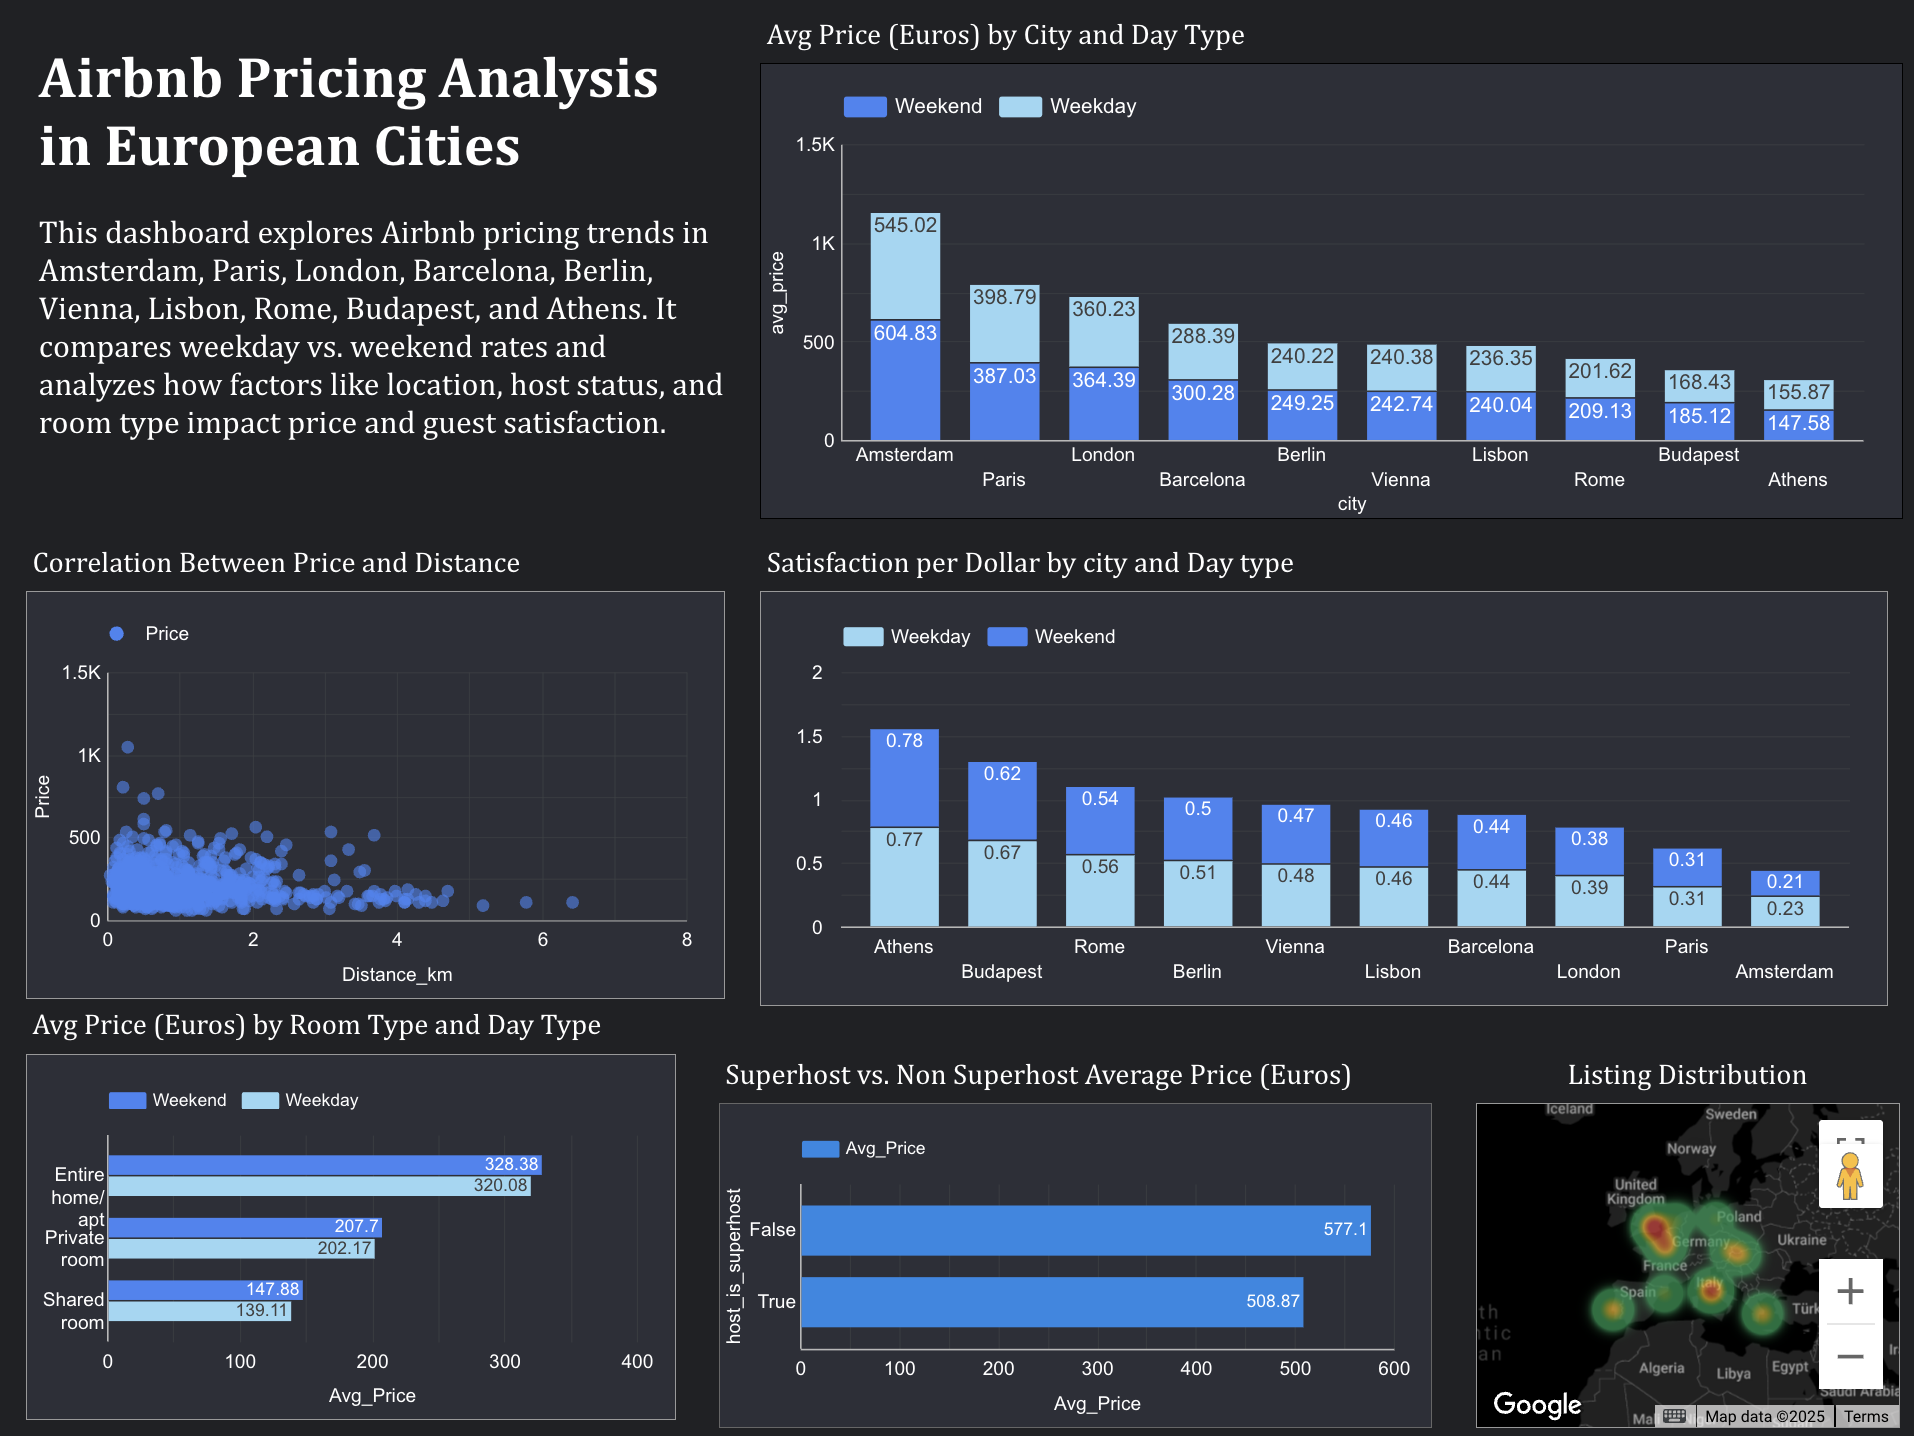 Airbnb Pricing Analysis
in European Cities
This dashboard explores Airbnb pricing trends in
Amsterdam, Paris, London, Barcelona, Berlin,
Vienna, Lisbon, Rome, Budapest, and Athens. It
compares weekday vs. weekend rates and
analyzes how factors like location, host status, and
room type impact price and guest satisfaction.
Avg Price (Euros) by City and Day Type
Weekend Weekday
1.5K
1K
500
0
avg_price
545.02
604.83
398.79
387.03
360.23
364.39
288.39
300.28
240.22
249.25
240.38
242.74
236.35
240.04
201.62
209.13
168.43
185.12
155.87
147.58
Amsterdam
Paris
London
Barcelona
Berlin
Vienna
Lisbon
Rome
Budapest
Athens
city
Correlation Between Price and Distance
Price
1.5K
1K
500
0
Price
0 2 4 6 8
Distance_km
Satisfaction per Dollar by city and Day type
Weekday Weekend
2
1.5
1
0.5
0
0.78
0.77
0.62
0.67
0.54
0.56
0.5
0.51
0.47
0.48
0.46
0.46
0.44
0.44
0.38
0.39
0.31
0.31
0.21
0.23
Athens
Budapest
Rome
Berlin
Vienna
Lisbon
Barcelona
London
Paris
Amsterdam
Avg Price (Euros) by Room Type and Day Type
Weekend Weekday
Entire
home/
apt
328.38
320.08
Private
room
207.7
202.17
Shared
room
147.88
139.11
0 100 200 300 400
Avg_Price
Superhost vs. Non Superhost Average Price (Euros)
Avg_Price
host_is_superhost
False
577.1
True
508.87
0 100 200 300 400 500 600
Avg_Price
Listing Distribution
Iceland
Sweden
Norway
United
Kingdom
Poland
Germany
Ukraine
France
Italy
Spain
Türk
th
tic
an
Algeria
Libya
Egypt
Saudi Arabia
Google
Map data ©2025
Terms